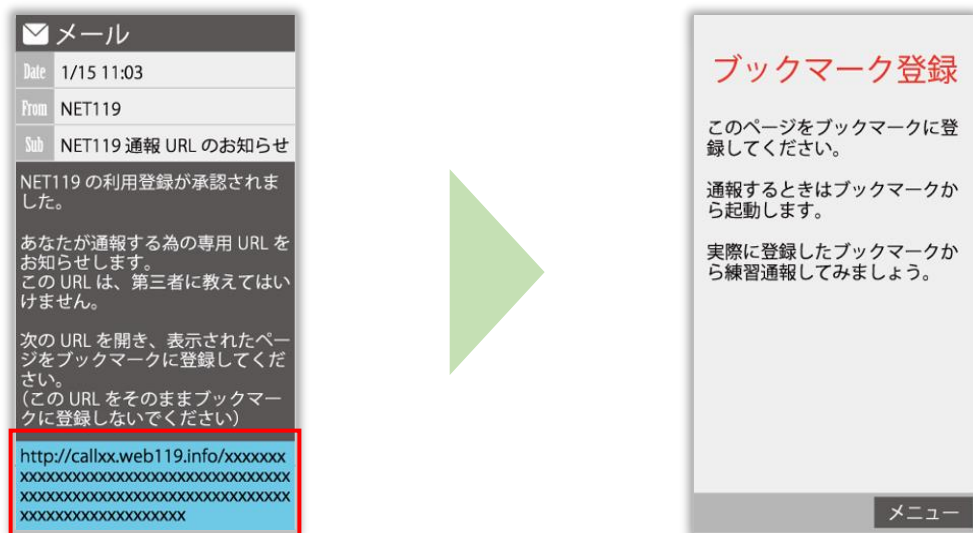 メール
Date 1/15 11:03
From NET119
Sub NET119 通報 URL のお知らせ
NET119 の利用登録が承認されま
した。
あなたが通報する為の専用 URL を
お知らせします。
この URL は、第三者に教えてはい
けません。
次の URL を開き、表示されたペー
ジをブックマークに登録してくだ
さい。
（この URL をそのままブックマー
クに登録しないでください）
http://callxx.web119.info/xxxxxxx
xxxxxxxxxxxxxxxxxxxxxxxxxxxxxx
xxxxxxxxxxxxxxxxxxxxxxxxxxxxxx
xxxxxxxxxxxxxxxxxx
ブックマーク登録
このページをブックマークに登
録してください。
通報するときはブックマークか
ら起動します。
実際に登録したブックマークか
ら練習通報してみましょう。
メニュー